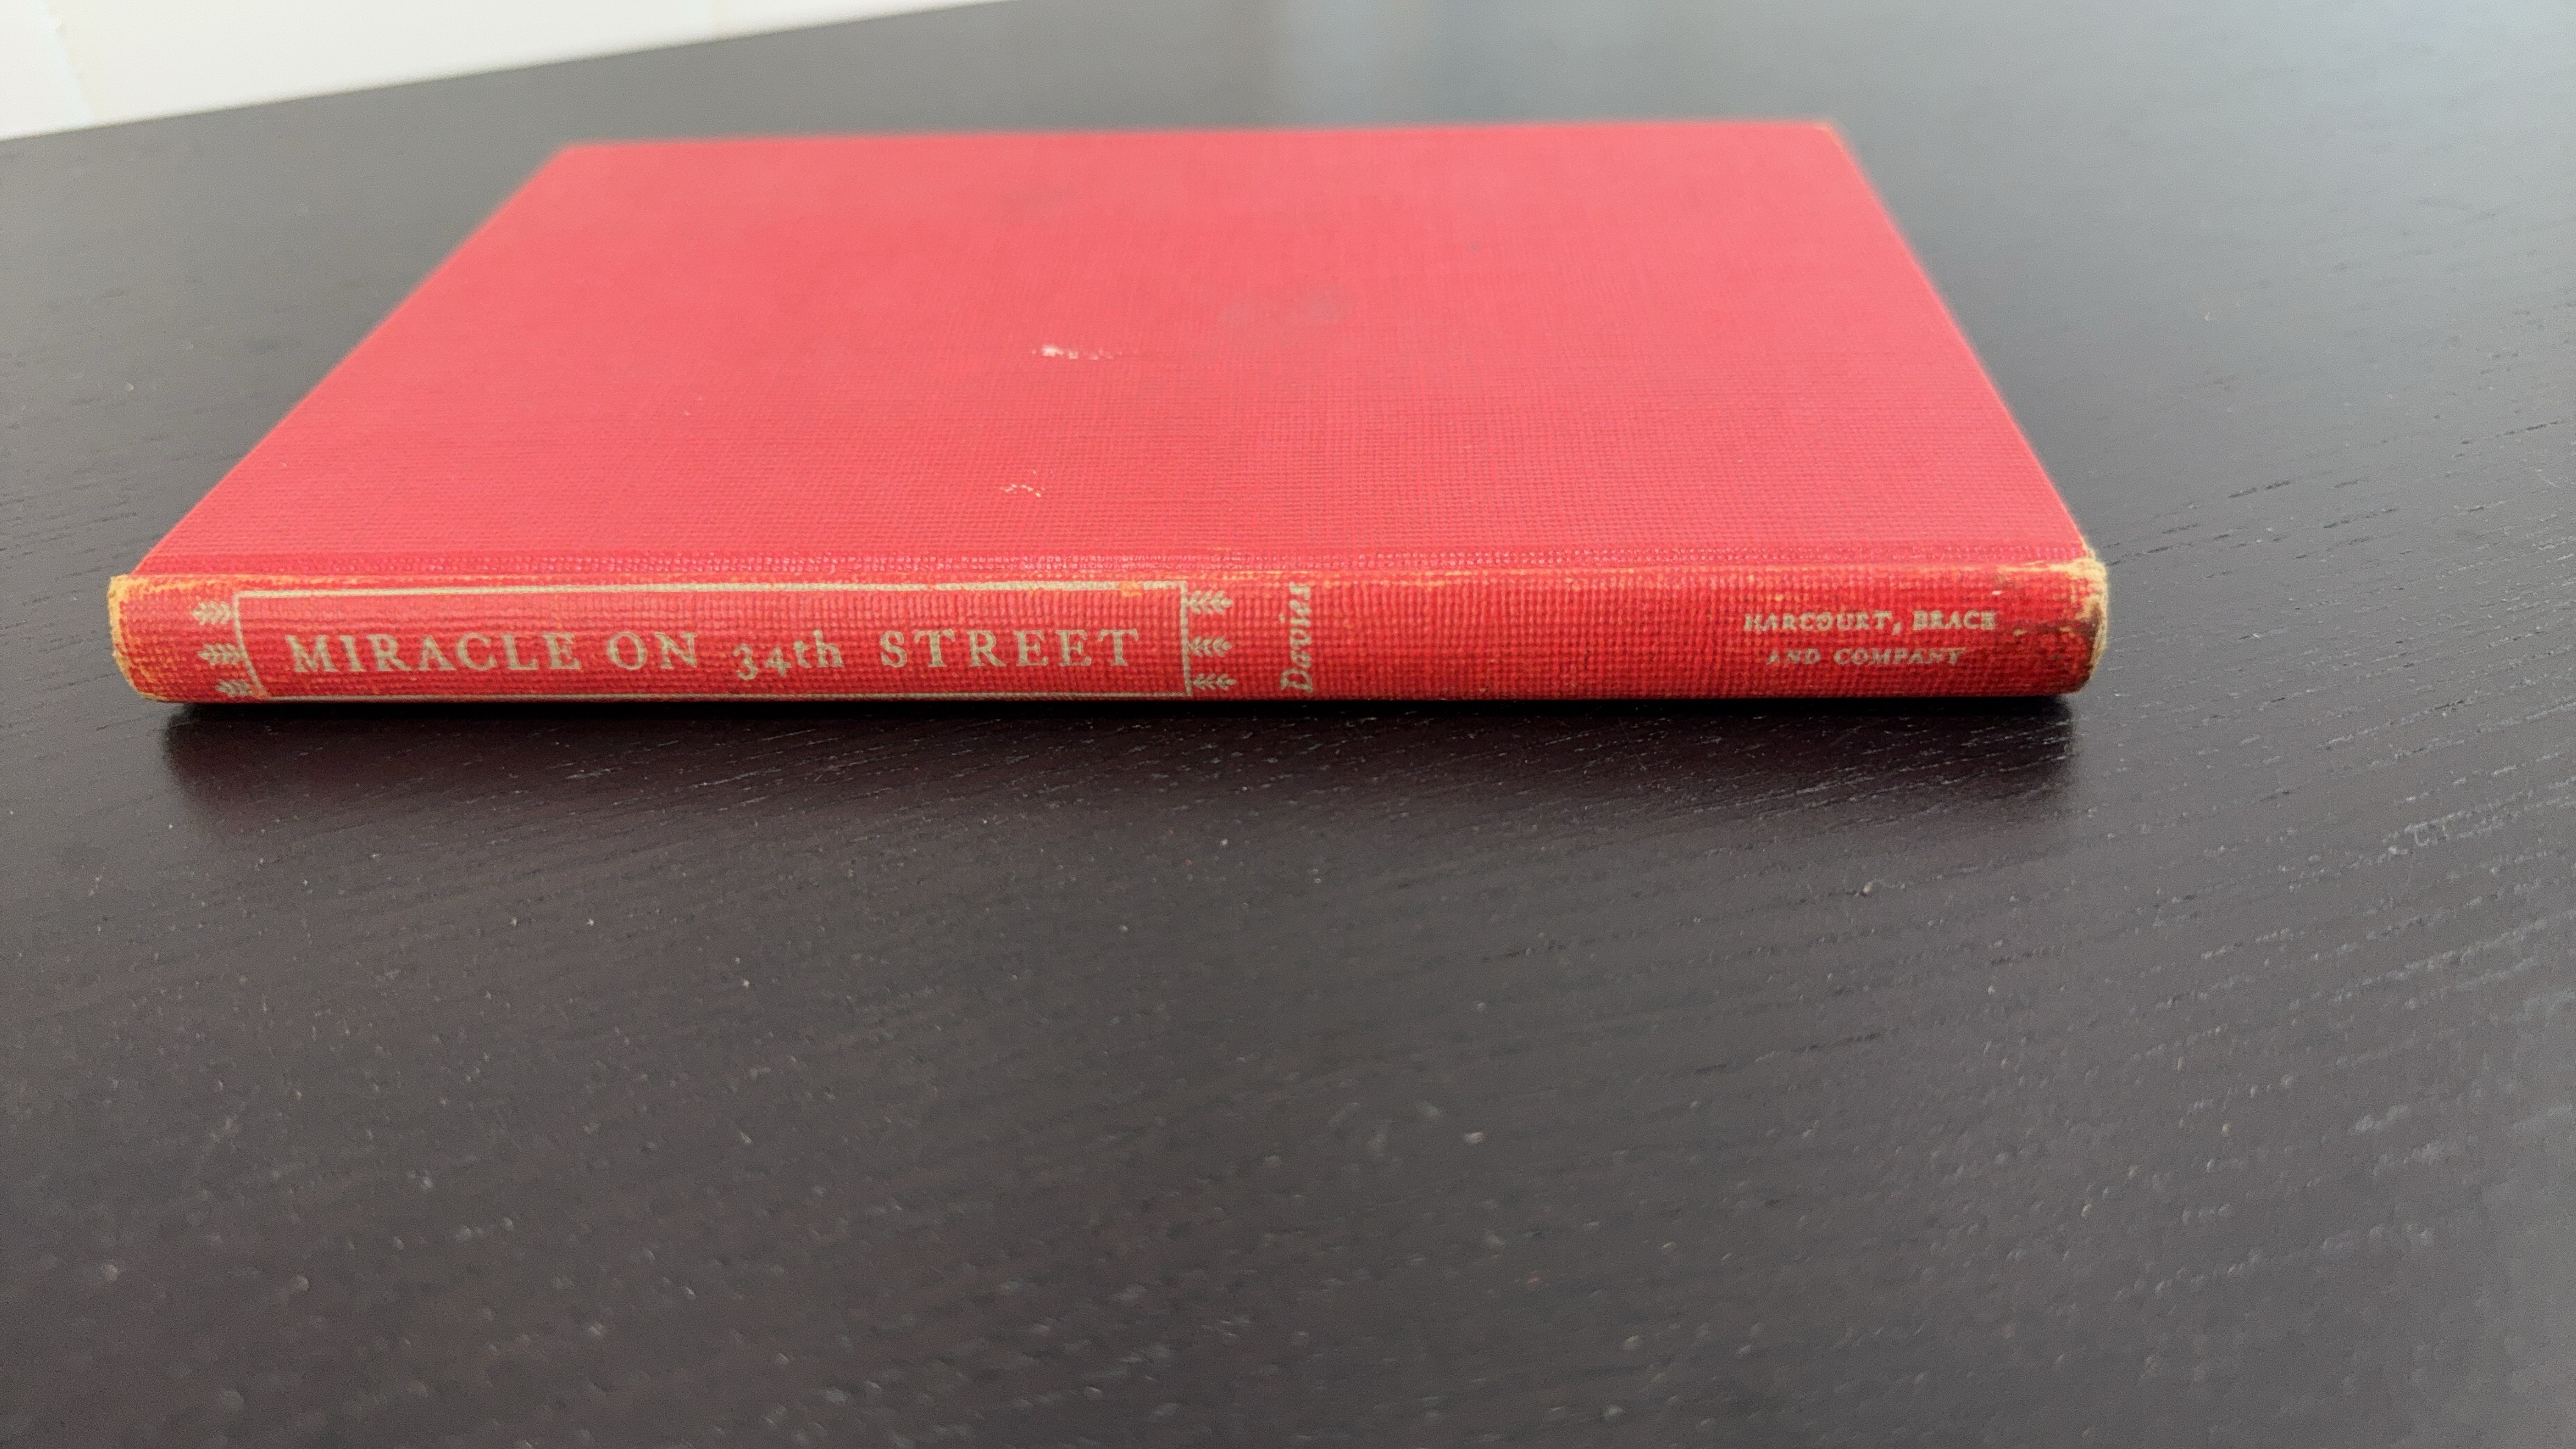 MIRACLE ON 34th STREET
Davies
HARCOURT, BRACE
AND COMPANY